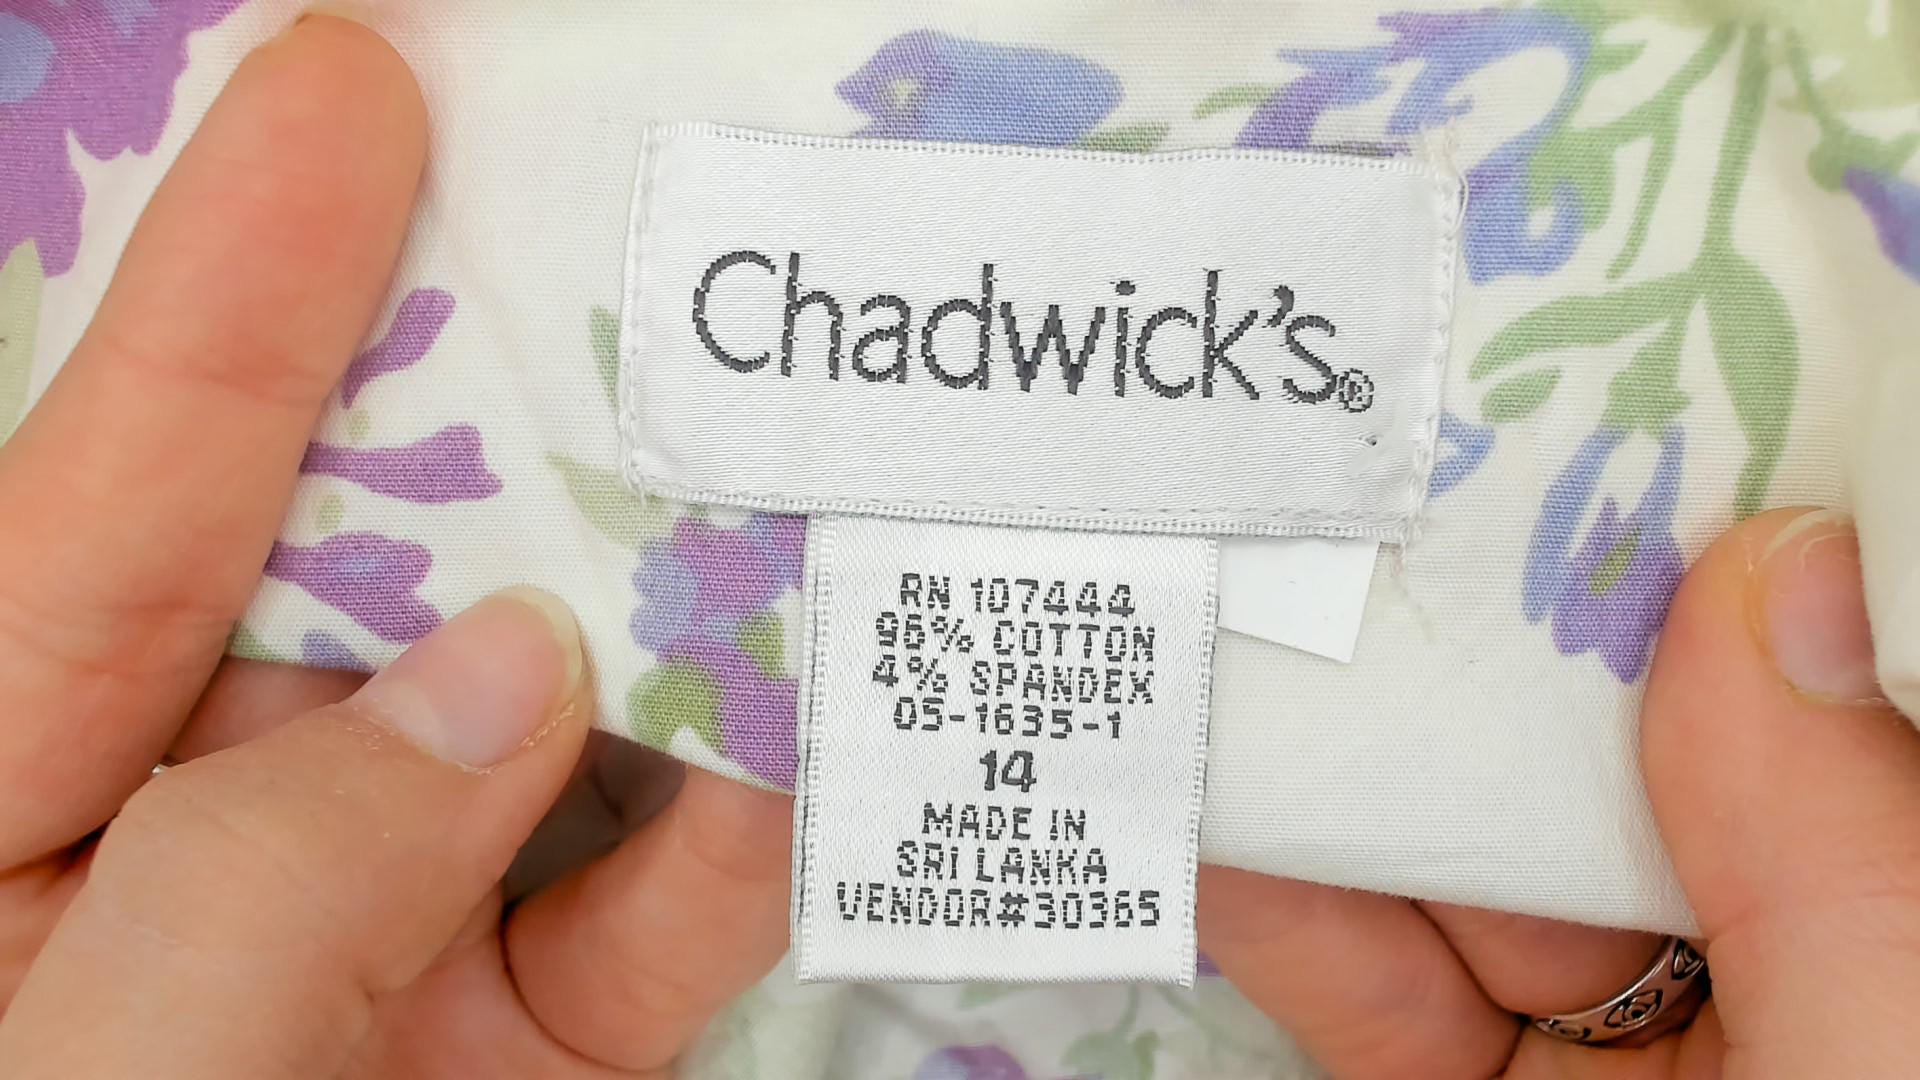 Chadwick's®
RN 107444
96% COTTON
4% SPANDEX
05-1635-1
14
MADE IN
SRI LANKA
VENDOR#30365